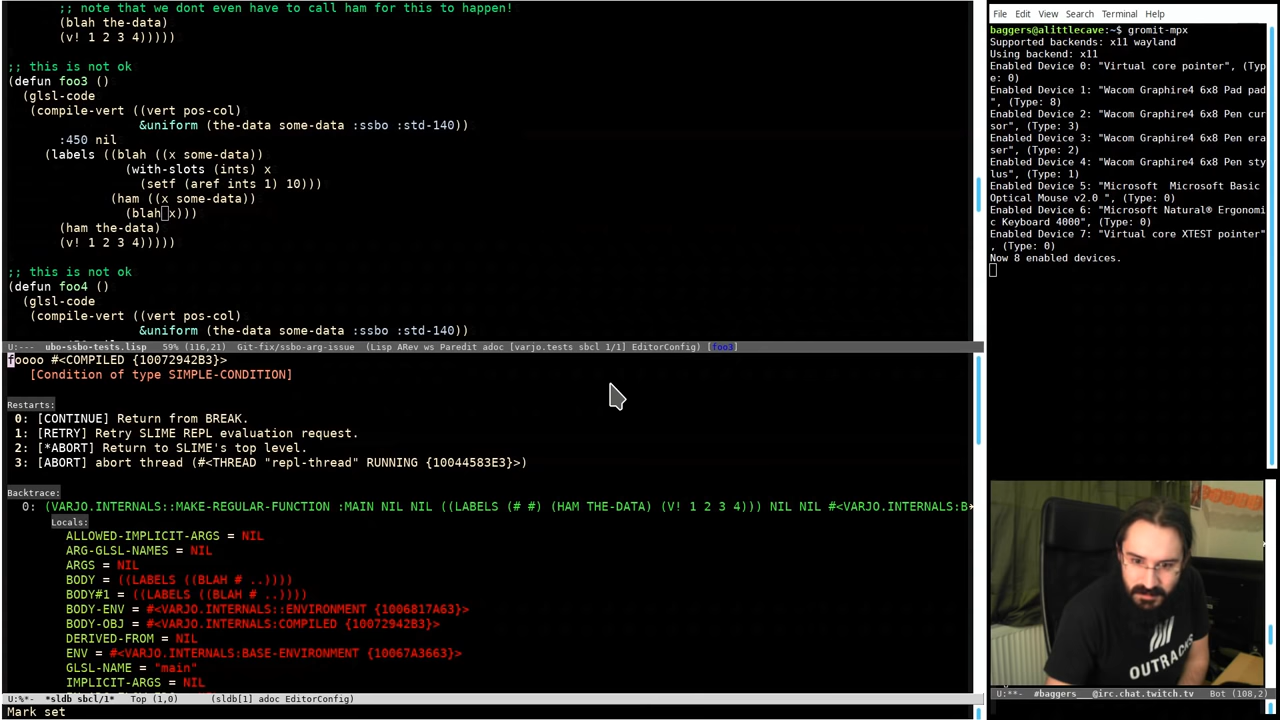 ;; note that we dont even have to call ham for this to happen!
(blah the-data)
(v! 1 2 3 4)))))
;; this is not ok
(defun foo3 ()
(glsl-code
(compile-vert ((vert pos-col)
&uniform (the-data some-data :ssbo :std-140))
:450 nil
(labels ((blah ((x some-data))
(with-slots (ints) x
(setf (aref ints 1) 10)))
(ham ((x some-data))
(blah x)))
(ham the-data)
(v! 1 2 3 4)))))
;; this is not ok
(defun foo4 ()
(glsl-code
(compile-vert ((vert pos-col)
&uniform (the-data some-data :ssbo :std-140))
U:--- ubo-ssbo-tests.lisp 59% (116,21) Git-fix/ssbo-arg-issue (Lisp ARev ws Paredit adoc [varjo.tests sbcl 1/1] EditorConfig) [foo3]
foooo #<COMPILED {10072942B3}>
[Condition of type SIMPLE-CONDITION]
Restarts:
0: [CONTINUE] Return from BREAK.
1: [RETRY] Retry SLIME REPL evaluation request.
2: [*ABORT] Return to SLIME's top level.
3: [ABORT] abort thread (#<THREAD "repl-thread" RUNNING {10044583E3}>)
Backtrace:
0: (VARJO.INTERNALS::MAKE-REGULAR-FUNCTION :MAIN NIL NIL ((LABELS (# #) (HAM THE-DATA) (V! 1 2 3 4))) NIL NIL #<VARJO.INTERNALS:B
Locals:
ALLOWED-IMPLICIT-ARGS = NIL
ARG-GLSL-NAMES = NIL
ARGS = NIL
BODY = ((LABELS ((BLAH # ..))))
BODY#1 = ((LABELS ((BLAH # ..))))
BODY-ENV = #<VARJO.INTERNALS::ENVIRONMENT {1006817A63}>
BODY-OBJ = #<VARJO.INTERNALS:COMPILED {10072942B3}>
DERIVED-FROM = NIL
ENV = #<VARJO.INTERNALS:BASE-ENVIRONMENT {10067A3663}>
GLSL-NAME = "main"
IMPLICIT-ARGS = NIL
U:%*- *sldb sbcl/1* Top (1,0) (sldb[1] adoc EditorConfig)
Mark set
File Edit View Search Terminal Help
baggers@alittlecave:~$ gromit-mpx
Supported backends: x11 wayland
Using backend: x11
Enabled Device 0: "Virtual core pointer", (Typ
e: 0)
Enabled Device 1: "Wacom Graphire4 6x8 Pad pad
", (Type: 8)
Enabled Device 2: "Wacom Graphire4 6x8 Pen cur
sor", (Type: 3)
Enabled Device 3: "Wacom Graphire4 6x8 Pen era
ser", (Type: 2)
Enabled Device 4: "Wacom Graphire4 6x8 Pen sty
lus", (Type: 1)
Enabled Device 5: "Microsoft  Microsoft Basic
Optical Mouse v2.0 ", (Type: 0)
Enabled Device 6: "Microsoft Natural® Ergonomi
c Keyboard 4000", (Type: 0)
Enabled Device 7: "Virtual core XTEST pointer"
, (Type: 0)
Now 8 enabled devices.
OUTRACKS
U:**- #baggers___@irc.chat.twitch.tv Bot (108,2)